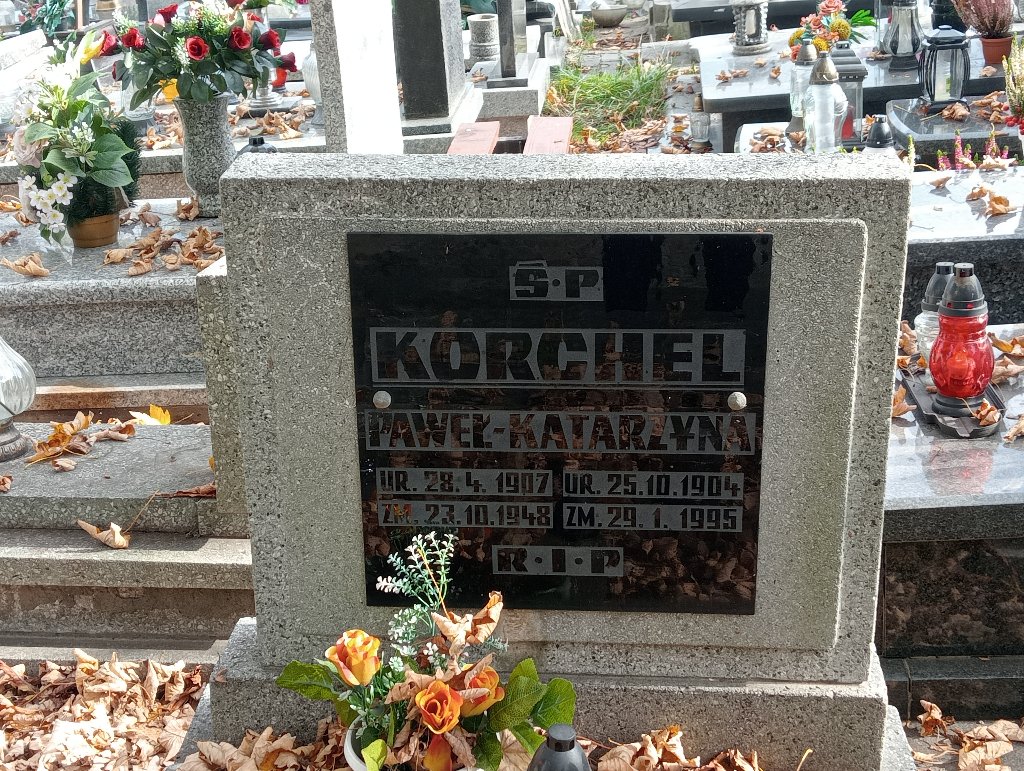 Ś·P
KORCHEL
PAWEŁ-KATARZYNA
UR. 28. 4. 1907 UR. 25.10.1904
ZM. 23.10.1948 ZM. 29. 1. 1995
R·I·P